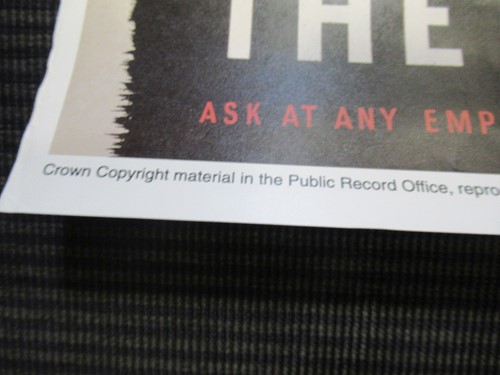 THE
ASK AT ANY EMP
Crown Copyright material in the Public Record Office, repro